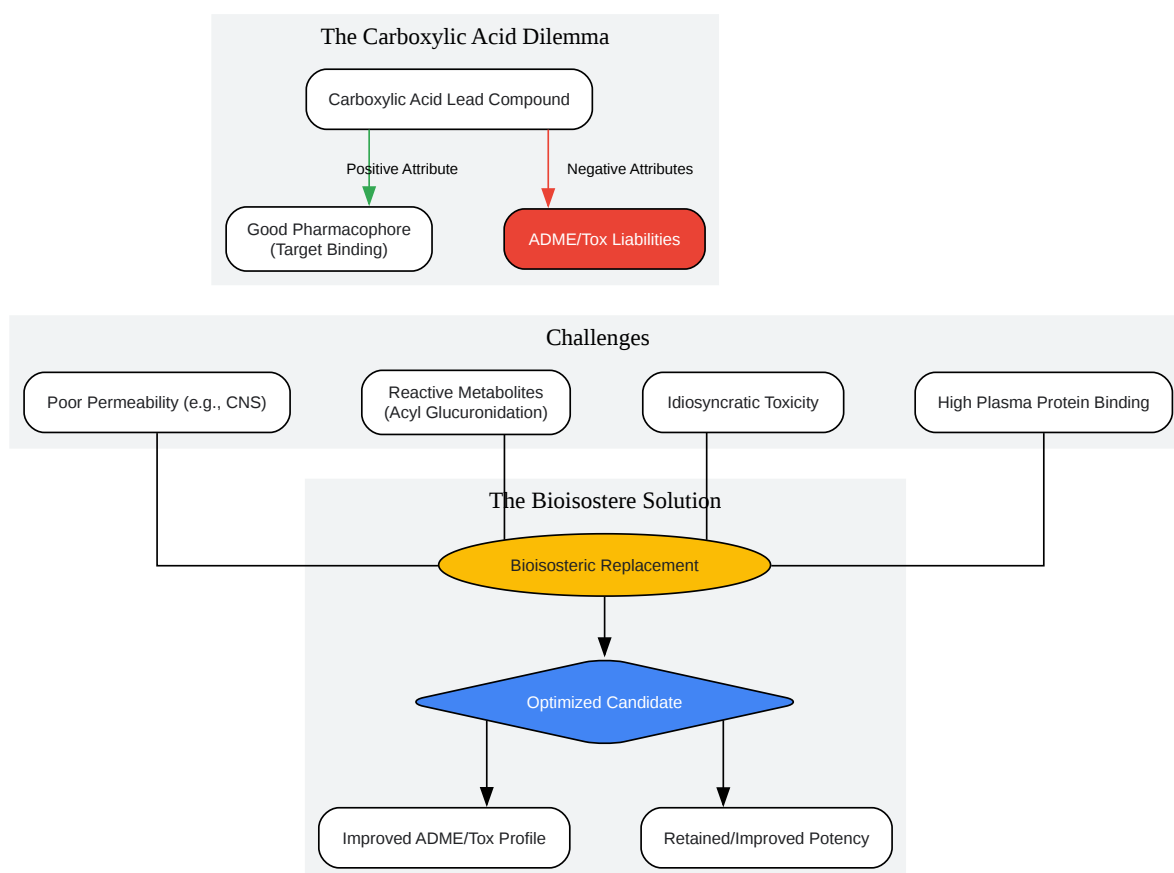 The Carboxylic Acid Dilemma
Carboxylic Acid Lead Compound
Positive Attribute
Negative Attributes
Good Pharmacophore
(Target Binding)
ADME/Tox Liabilities
Challenges
Poor Permeability (e.g., CNS)
Reactive Metabolites
(Acyl Glucuronidation)
Idiosyncratic Toxicity
High Plasma Protein Binding
The Bioisostere Solution
Bioisosteric Replacement
Optimized Candidate
Improved ADME/Tox Profile
Retained/Improved Potency